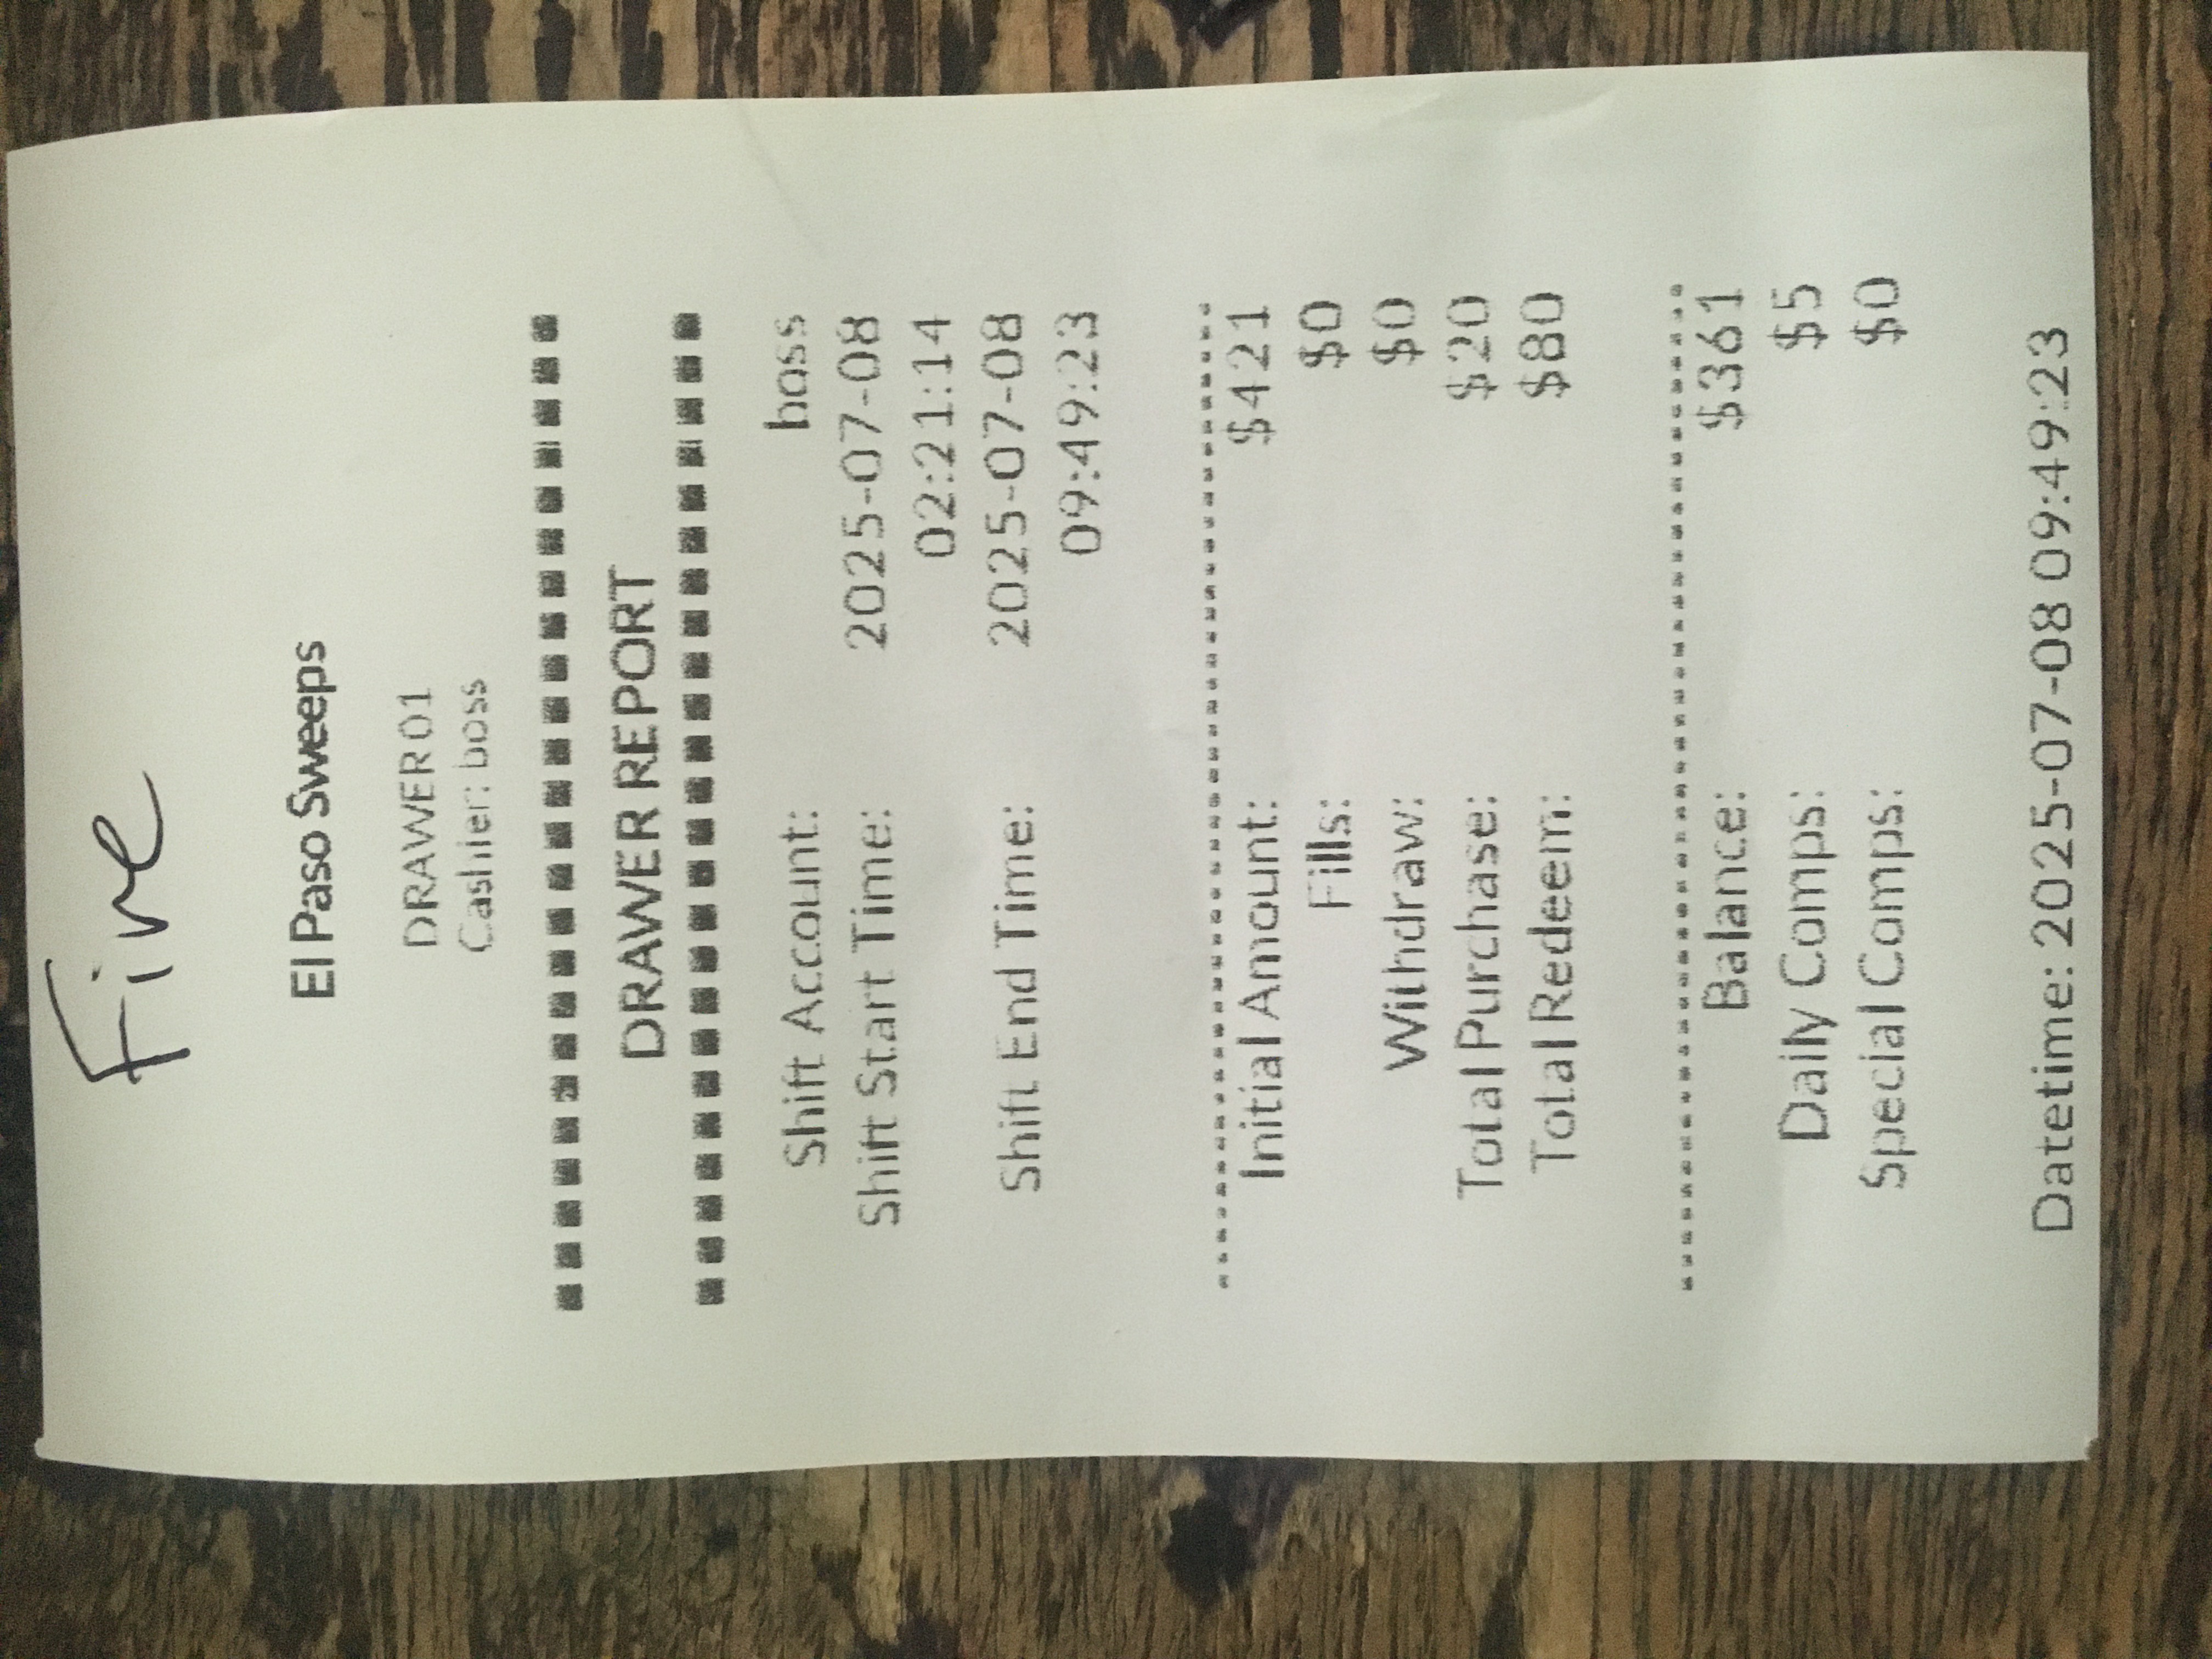 Five
El Paso Sweeps
DRAWER 01
Cashier: boss
DRAWER REPORT
Shift Account: boss
Shift Start Time: 2025-07-08
02:21:14
Shift End Time: 2025-07-08
09:49:23
Initial Amount: $421
Fills: $0
Withdraw: $0
Total Purchase: $20
Total Redeem: $80
Balance: $361
Daily Comps: $5
Special Comps: $0
Datetime: 2025-07-08 09:49:23